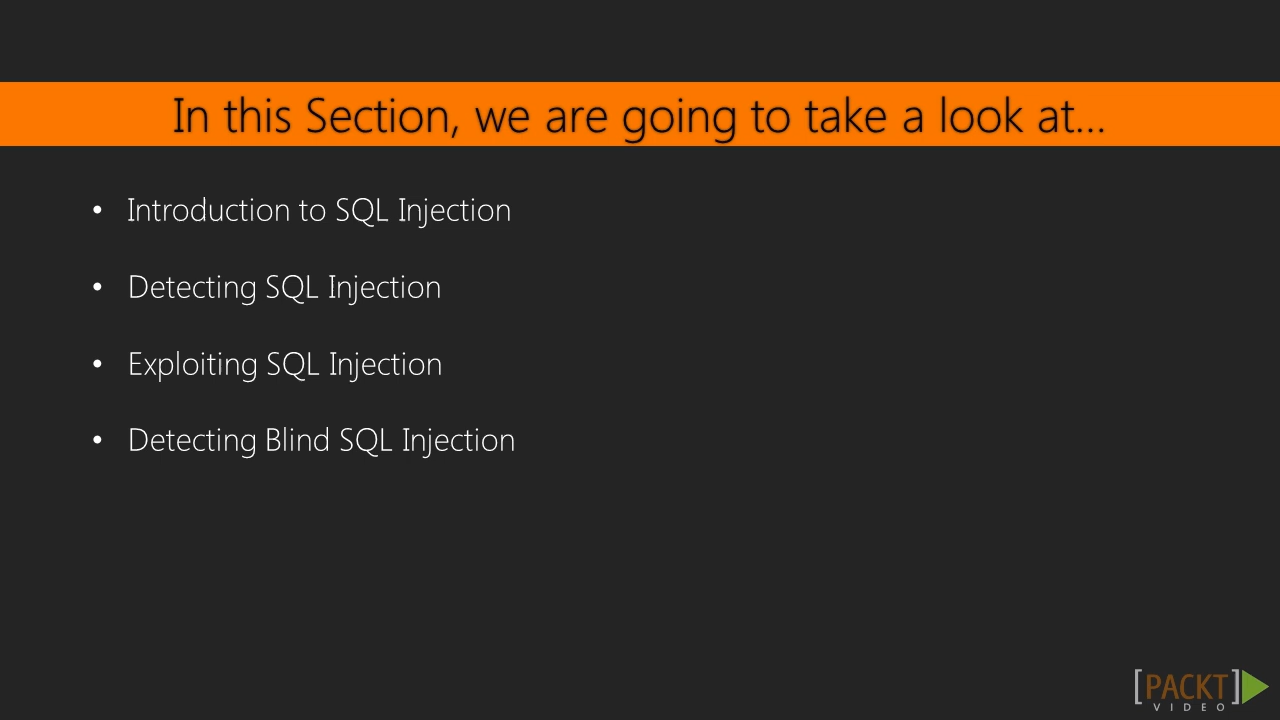 In this Section, we are going to take a look at...
• Introduction to SQL Injection
• Detecting SQL Injection
• Exploiting SQL Injection
• Detecting Blind SQL Injection
[PACKT]
VIDEO